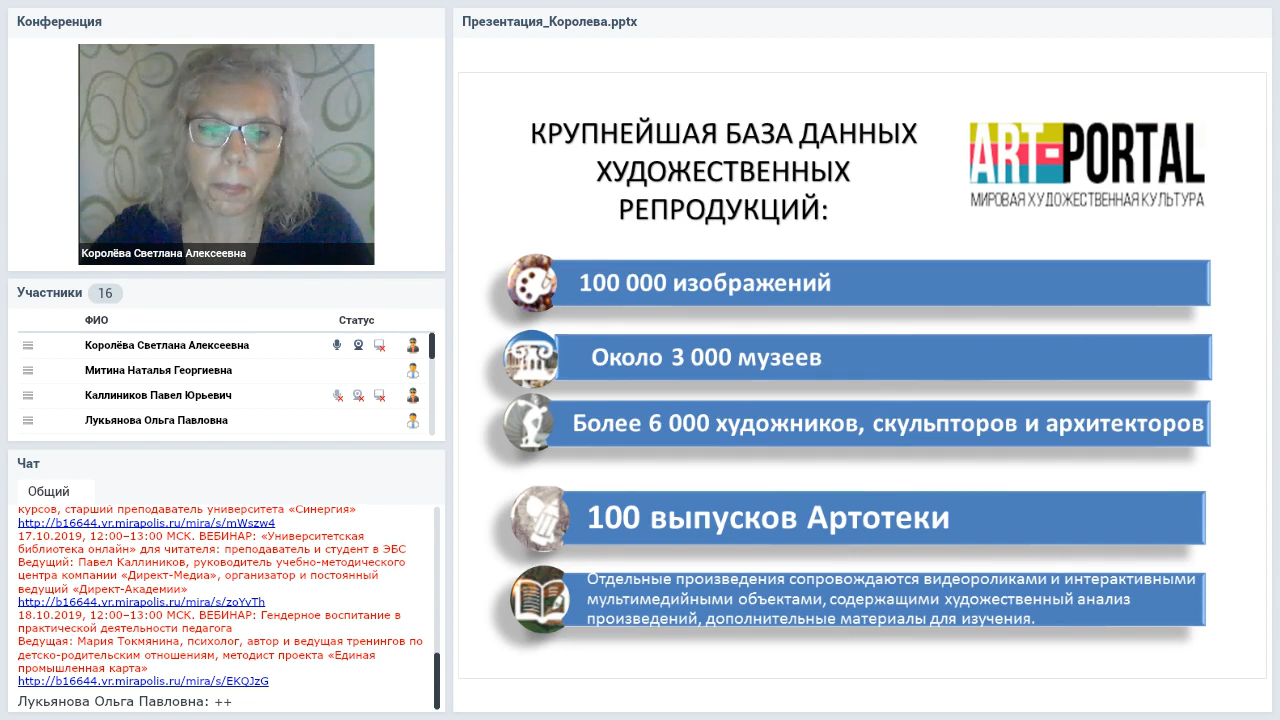 Конференция
Королёва Светлана Алексеевна
Участники 16
ФИО Статус
Королёва Светлана Алексеевна
Митина Наталья Георгиевна
Каллиников Павел Юрьевич
Лукьянова Ольга Павловна
Чат
Общий
курсов, старший преподаватель университета «Синергия»
http://b16644.vr.mirapolis.ru/mira/s/mWszw4
17.10.2019, 12:00–13:00 МСК. ВЕБИНАР: «Университетская
библиотека онлайн» для читателя: преподаватель и студент в ЭБС
Ведущий: Павел Каллиников, руководитель учебно-методического
центра компании «Директ-Медиа», организатор и постоянный
ведущий «Директ-Академии»
http://b16644.vr.mirapolis.ru/mira/s/zoYvTh
18.10.2019, 12:00–13:00 МСК. ВЕБИНАР: Гендерное воспитание в
практической деятельности педагога
Ведущая: Мария Токмянина, психолог, автор и ведущая тренингов по
детско-родительским отношениям, методист проекта «Единая
промышленная карта»
http://b16644.vr.mirapolis.ru/mira/s/EKQJzG
Лукьянова Ольга Павловна: ++
Презентация_Королева.pptx
КРУПНЕЙШАЯ БАЗА ДАННЫХ
ХУДОЖЕСТВЕННЫХ
РЕПРОДУКЦИЙ:
ART-PORTAL
МИРОВАЯ ХУДОЖЕСТВЕННАЯ КУЛЬТУРА
100 000 изображений
Около 3 000 музеев
Более 6 000 художников, скульпторов и архитекторов
100 выпусков Артотеки
Отдельные произведения сопровождаются видеороликами и интерактивными
мультимедийными объектами, содержащими художественный анализ
произведений, дополнительные материалы для изучения.